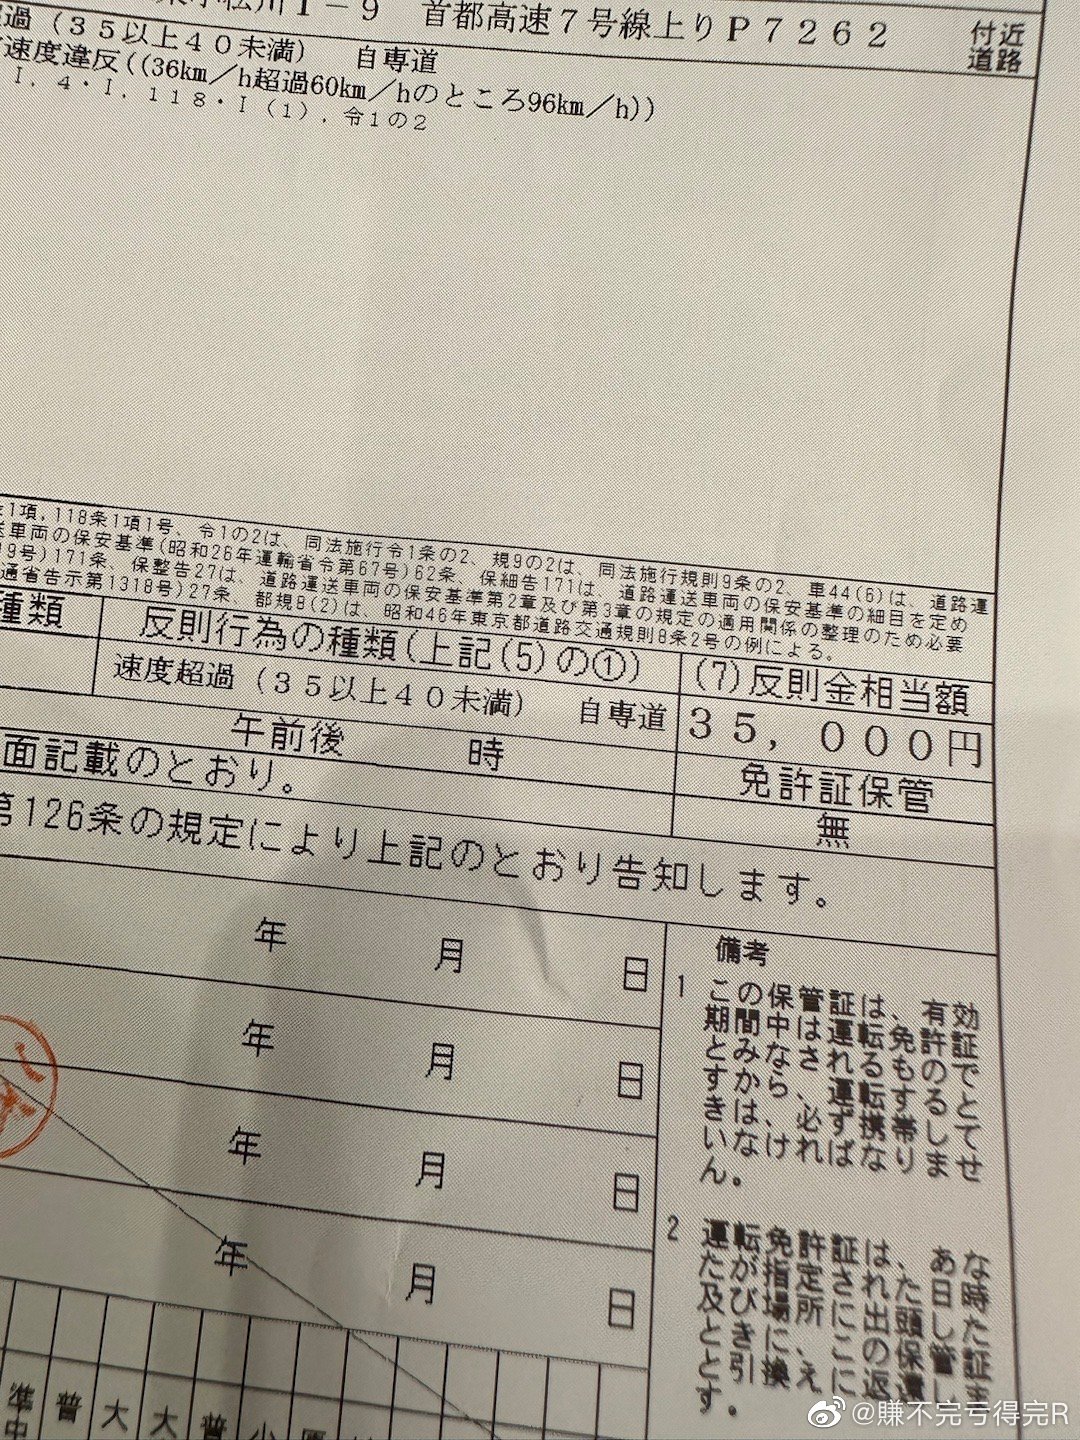 小松川1－9　首都高速７号線上りＰ７２６２
付近
道路
超過（３５以上４０未満）　自専道
速度違反((36km／h超過60km／hのところ96km／h))
Ｉ．４・Ｉ．１１８・Ｉ（１）．令１の２
1項,118条1項1号、令1の2は、同法施行令1条の2、規9の2は、同法施行規則9条の2、車44(6)は、道路運
送車両の保安基準(昭和26年運輸省令第67号)62条、保細告171は、道路運送車両の保安基準の細目を定め
19号)171条、保整告27は、道路運送車両の保安基準第2章及び第3章の規定の適用関係の整理のため必要
通省告示第1318号)27条、都規8(2)は、昭和46年東京都道路交通規則8条2号の例による。
種類
反則行為の種類(上記(5)の①)
(7)反則金相当額
速度超過（３５以上４０未満）　自専道
３５，０００円
午前後　時
免許証保管
無
面記載のとおり。
第126条の規定により上記のとおり告知します。
年　月　日
年　月　日
年　月　日
年　月　日
備考
1 この保管証は、有効
期間中は運転免許証で
とみなされるもので
すから、運転すると
きは、必ず携帯して
いなければなりませ
ん。
2 運転免許証は、あな
たが指定された日時
及び場所に出頭した
とき、この保管証
と引換えに返還しま
す。
準中
普
大
大
普
小
@賺不完亏得完R